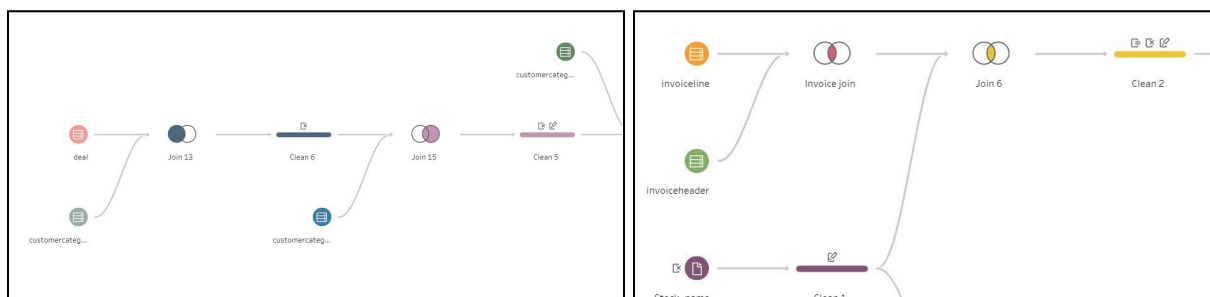 customercateg...
deal
Join 13
Clean 6
Join 15
Clean 5
customercateg...
customercateg...
invoiceline
Invoice join
Join 6
Clean 2
invoiceheader
Stock_name
Clean 1